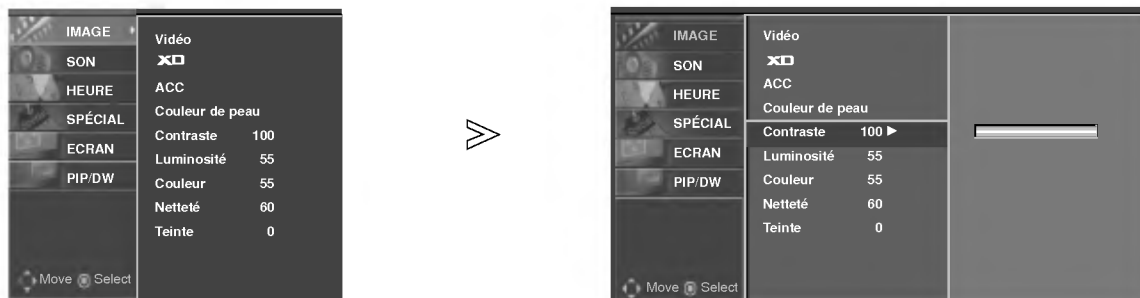 IMAGE
SON
HEURE
SPÉCIAL
ECRAN
PIP/DW
Move Select
Vidéo
XD
ACC
Couleur de peau
Contraste 100
Luminosité 55
Couleur 55
Netteté 60
Teinte 0
IMAGE
SON
HEURE
SPÉCIAL
ECRAN
PIP/DW
Move Select
Vidéo
XD
ACC
Couleur de peau
Contraste 100
Luminosité 55
Couleur 55
Netteté 60
Teinte 0